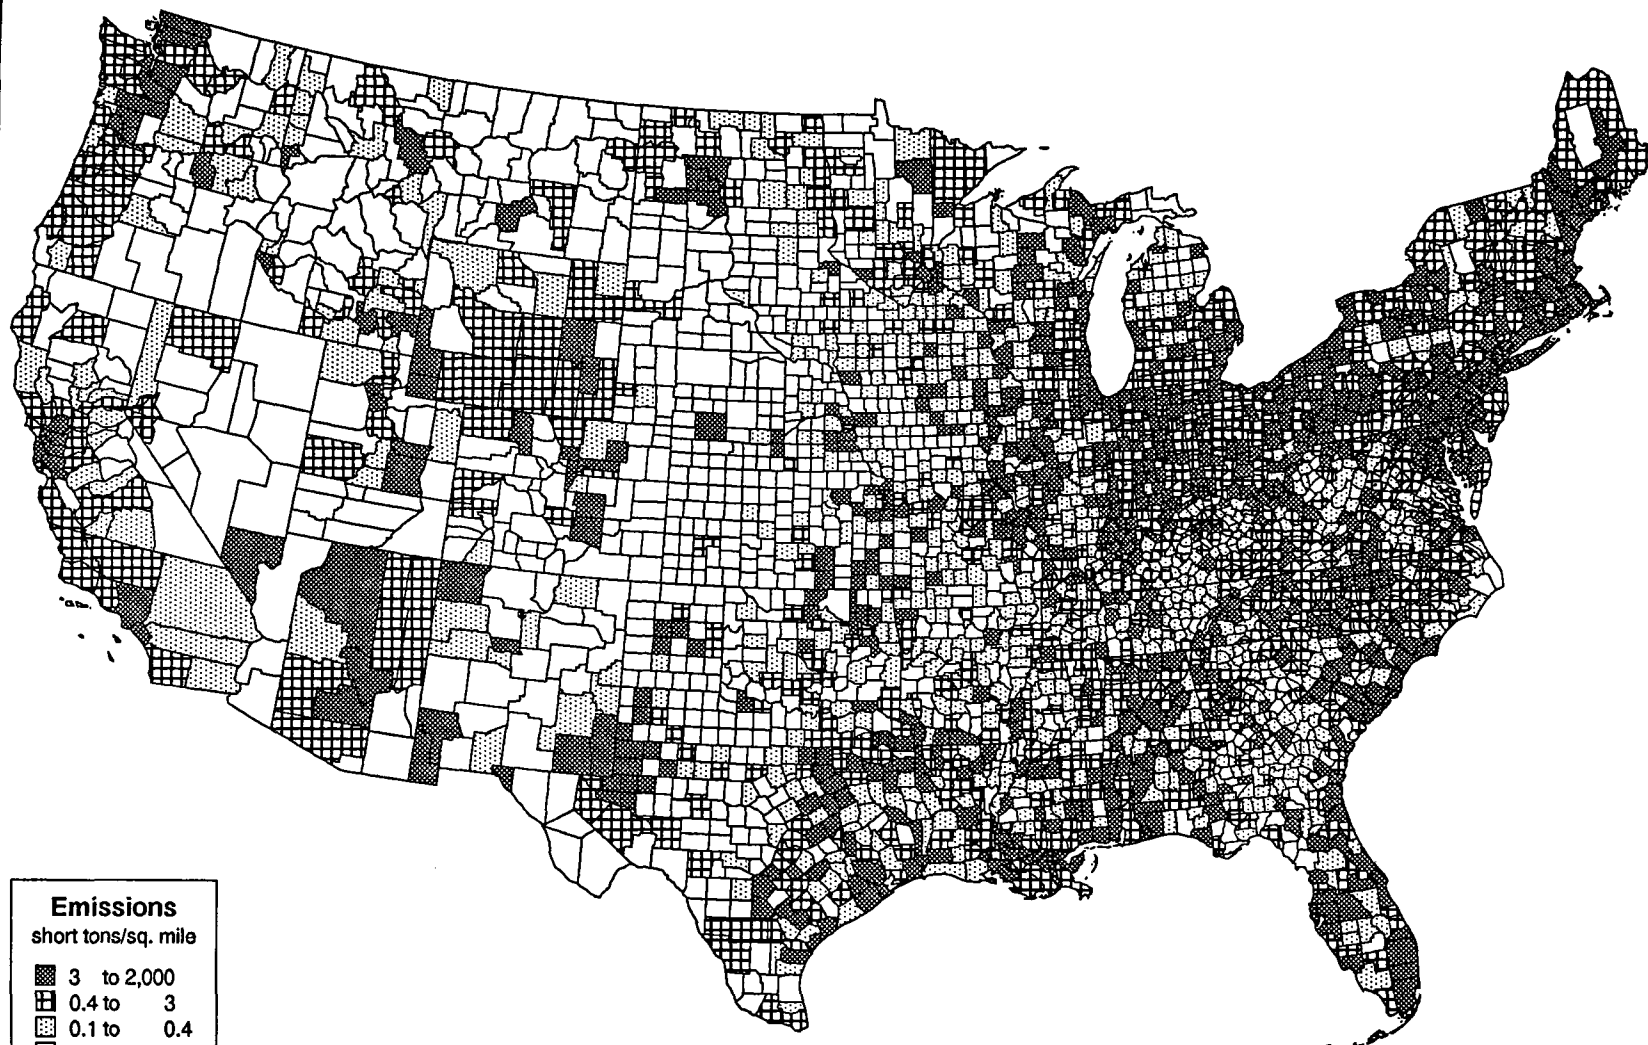 Emissions
short tons/sq. mile
3 to 2,000
0.4 to 3
0.1 to 0.4